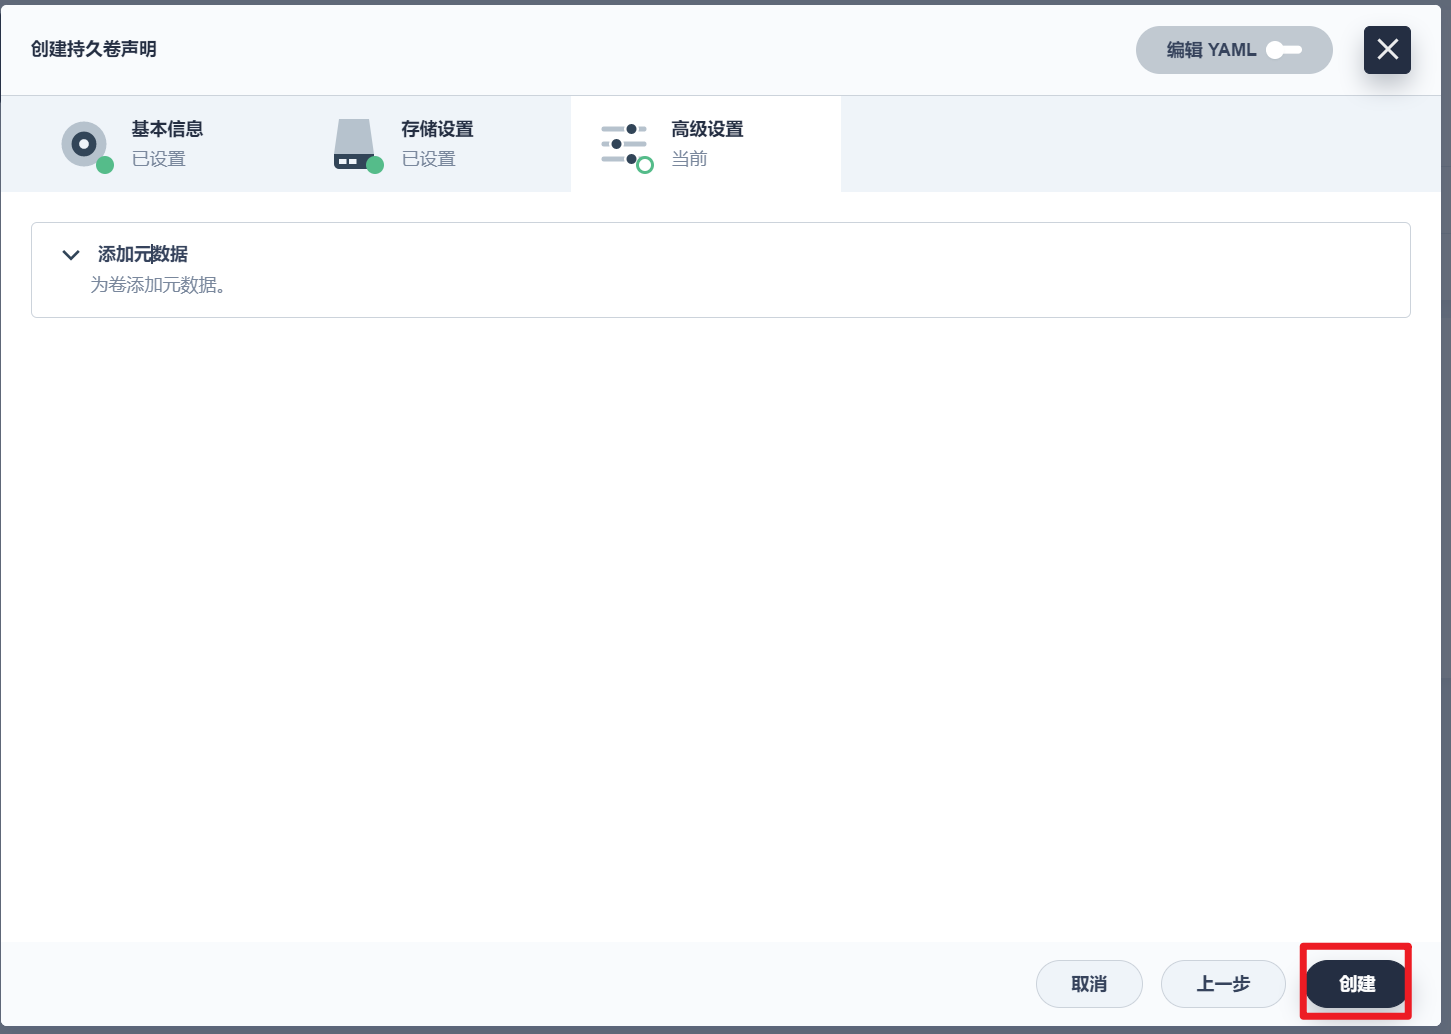 创建持久卷声明
编辑 YAML
基本信息
已设置
存储设置
已设置
高级设置
当前
添加元数据
为卷添加元数据。
取消
上一步
创建